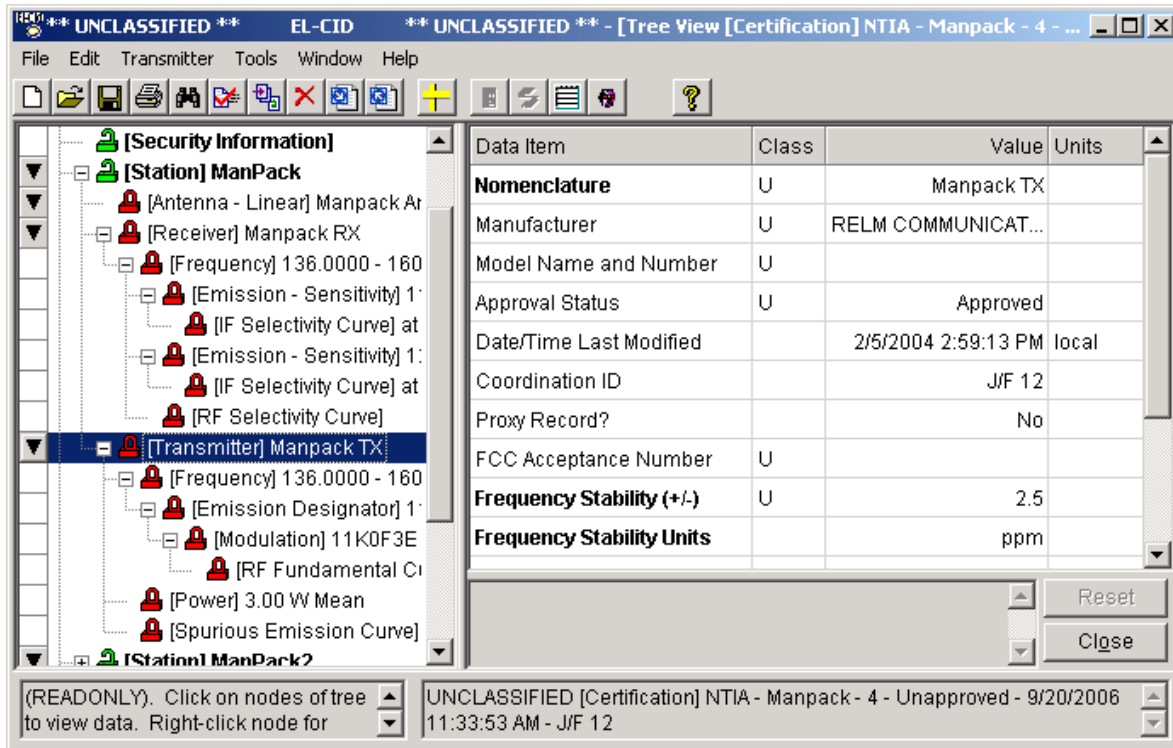 ** UNCLASSIFIED ** EL-CID ** UNCLASSIFIED ** - [Tree View [Certification] NTIA - Manpack - 4 - ...
File Edit Transmitter Tools Window Help
[Security Information]
[Station] ManPack
[Antenna - Linear] Manpack
[Receiver] Manpack RX
[Frequency] 136.0000 - 160
[Emission - Sensitivity]
[IF Selectivity Curve] at
[Emission - Sensitivity]
[IF Selectivity Curve] at
[RF Selectivity Curve]
[Transmitter] Manpack TX
[Frequency] 136.0000 - 160
[Emission Designator]
[Modulation] 11K0F3E
[RF Fundamental
[Power] 3.00 W Mean
[Spurious Emission Curve]
[Station] ManPack2
Data Item Class Value Units
Nomenclature U Manpack TX
Manufacturer U RELM COMMUNICAT...
Model Name and Number U
Approval Status U Approved
Date/Time Last Modified 2/5/2004 2:59:13 PM local
Coordination ID J/F 12
Proxy Record? No
FCC Acceptance Number U
Frequency Stability (+/-) U 2.5
Frequency Stability Units ppm
Reset
Close
(READONLY). Click on nodes of tree
to view data. Right-click node for
UNCLASSIFIED [Certification] NTIA - Manpack - 4 - Unapproved - 9/20/2006
11:33:53 AM - J/F 12